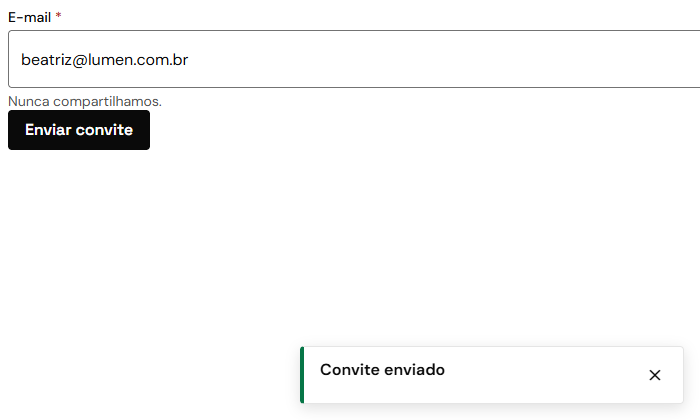 E-mail *
beatriz@lumen.com.br
Nunca compartilhamos.
Enviar convite
Convite enviado